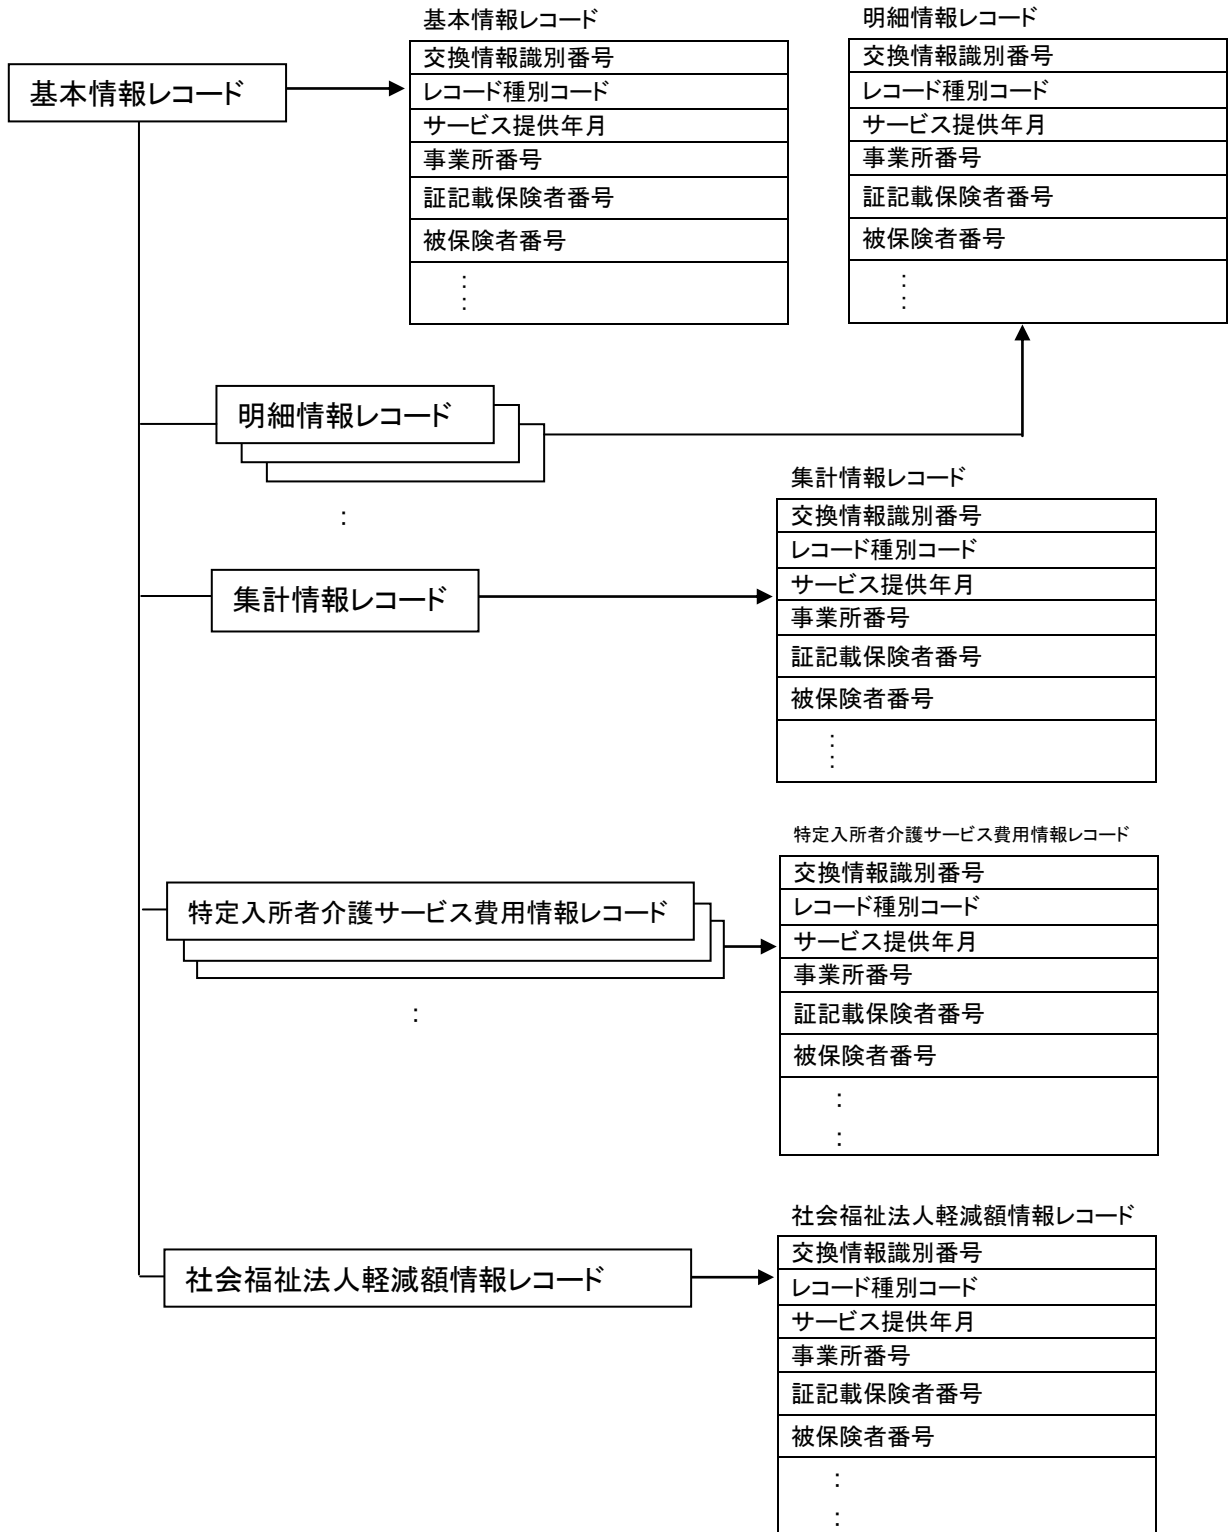 基本情報レコード
基本情報レコード
交換情報識別番号
レコード種別コード
サービス提供年月
事業所番号
証記載保険者番号
被保険者番号
:
:
明細情報レコード
交換情報識別番号
レコード種別コード
サービス提供年月
事業所番号
証記載保険者番号
被保険者番号
:
:
明細情報レコード
:
集計情報レコード
集計情報レコード
交換情報識別番号
レコード種別コード
サービス提供年月
事業所番号
証記載保険者番号
被保険者番号
:
:
特定入所者介護サービス費用情報レコード
:
特定入所者介護サービス費用情報レコード
交換情報識別番号
レコード種別コード
サービス提供年月
事業所番号
証記載保険者番号
被保険者番号
:
:
社会福祉法人軽減額情報レコード
社会福祉法人軽減額情報レコード
交換情報識別番号
レコード種別コード
サービス提供年月
事業所番号
証記載保険者番号
被保険者番号
:
: